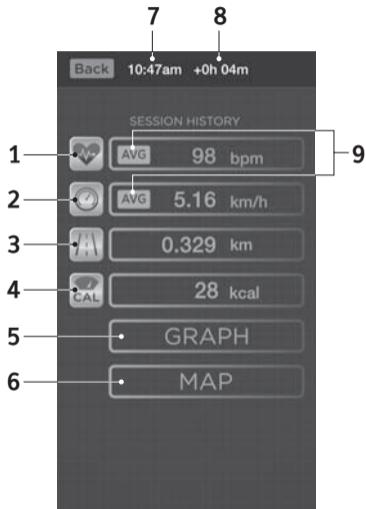 7 8
Back 10:47am +0h 04m
SESSION HISTORY
1 AVG 98 bpm 9
2 AVG 5.16 km/h
3 0.329 km
4 CAL 28 kcal
5 GRAPH
6 MAP